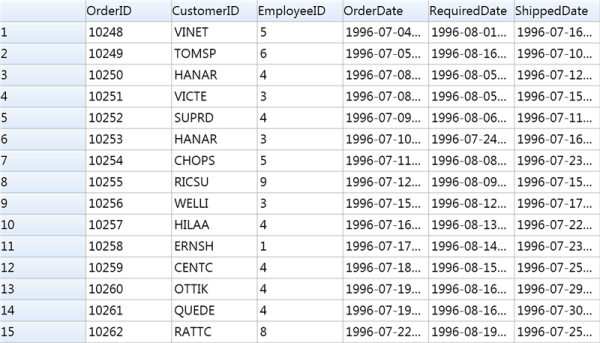 OrderID CustomerID EmployeeID OrderDate RequiredDate ShippedDate
1 10248 VINET 5 1996-07-04... 1996-08-01... 1996-07-16...
2 10249 TOMSP 6 1996-07-05... 1996-08-16... 1996-07-10...
3 10250 HANAR 4 1996-07-08... 1996-08-05... 1996-07-12...
4 10251 VICTE 3 1996-07-08... 1996-08-05... 1996-07-15...
5 10252 SUPRD 4 1996-07-09... 1996-08-06... 1996-07-11...
6 10253 HANAR 3 1996-07-10... 1996-07-24... 1996-07-16...
7 10254 CHOPS 5 1996-07-11... 1996-08-08... 1996-07-23...
8 10255 RICSU 9 1996-07-12... 1996-08-09... 1996-07-15...
9 10256 WELLI 3 1996-07-15... 1996-08-12... 1996-07-17...
10 10257 HILAA 4 1996-07-16... 1996-08-13... 1996-07-22...
11 10258 ERNSH 1 1996-07-17... 1996-08-14... 1996-07-23...
12 10259 CENTC 4 1996-07-18... 1996-08-15... 1996-07-25...
13 10260 OTTIK 4 1996-07-19... 1996-08-16... 1996-07-29...
14 10261 QUEDE 4 1996-07-19... 1996-08-16... 1996-07-30...
15 10262 RATTC 8 1996-07-22... 1996-08-19... 1996-07-25...